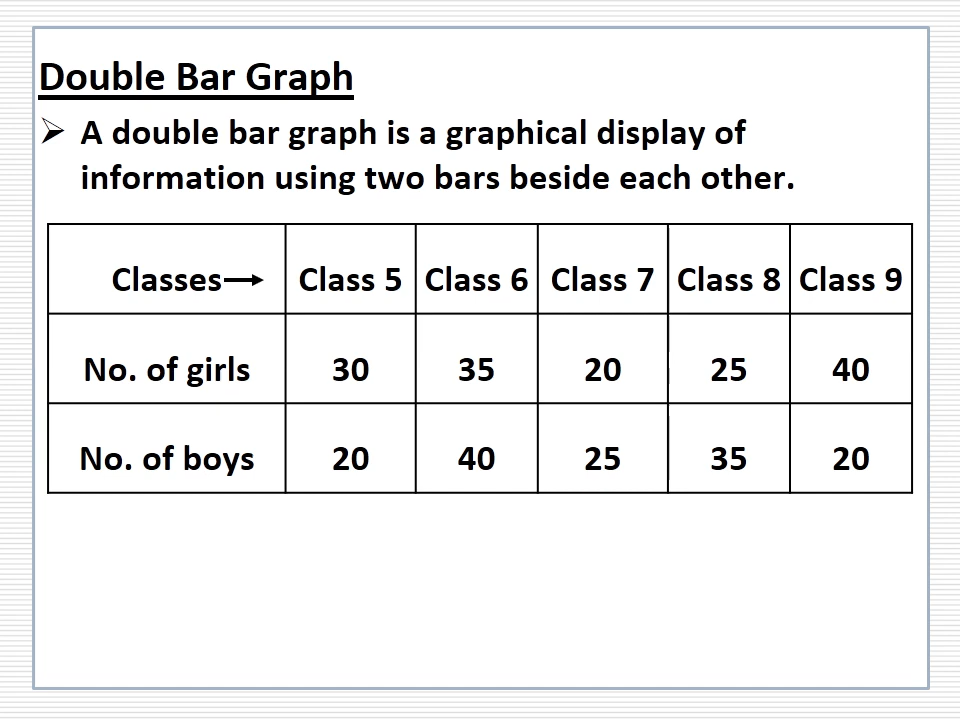 Double Bar Graph
A double bar graph is a graphical display of
information using two bars beside each other.
Classes Class 5 Class 6 Class 7 Class 8 Class 9
No. of girls 30 35 20 25 40
No. of boys 20 40 25 35 20